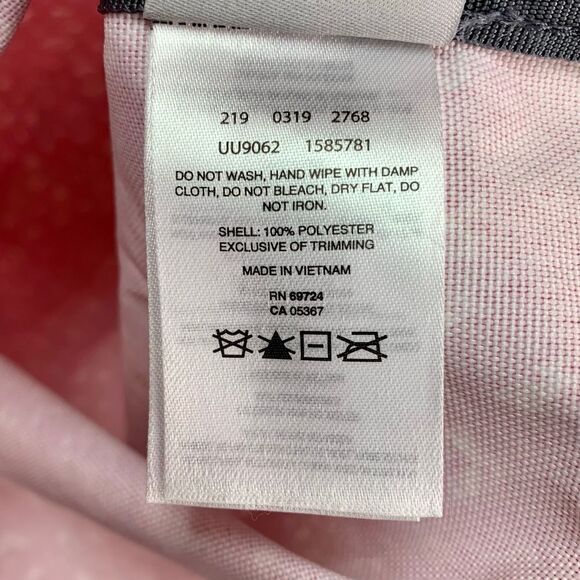 219 0319 2768
UU9062 1585781
DO NOT WASH, HAND WIPE WITH DAMP
CLOTH, DO NOT BLEACH, DRY FLAT, DO
NOT IRON.
SHELL: 100% POLYESTER
EXCLUSIVE OF TRIMMING
MADE IN VIETNAM
RN 69724
CA 05367